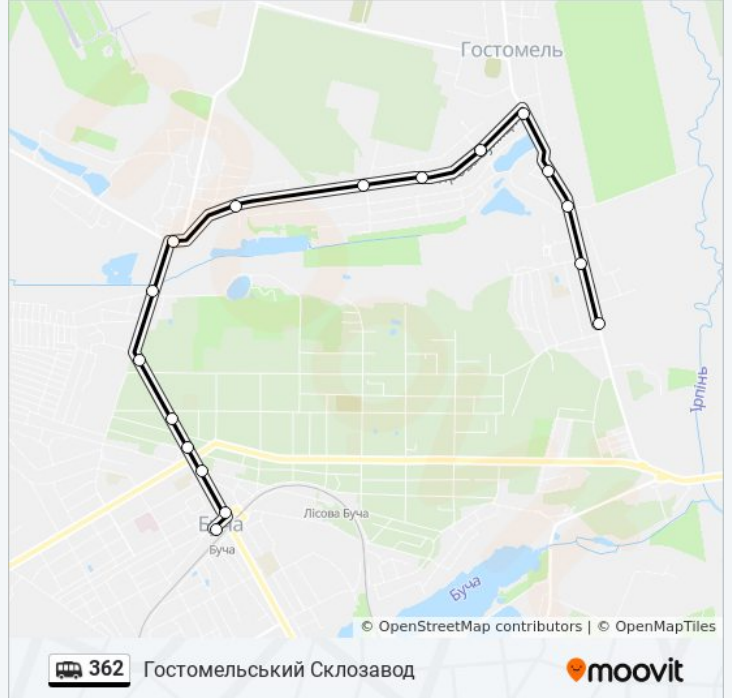 Гостомель
Ірпінь
Лісова Буча
Буча
Буча
Буча
© OpenStreetMap contributors | © OpenMapTiles
362 Гостомельський Склозавод
moovit